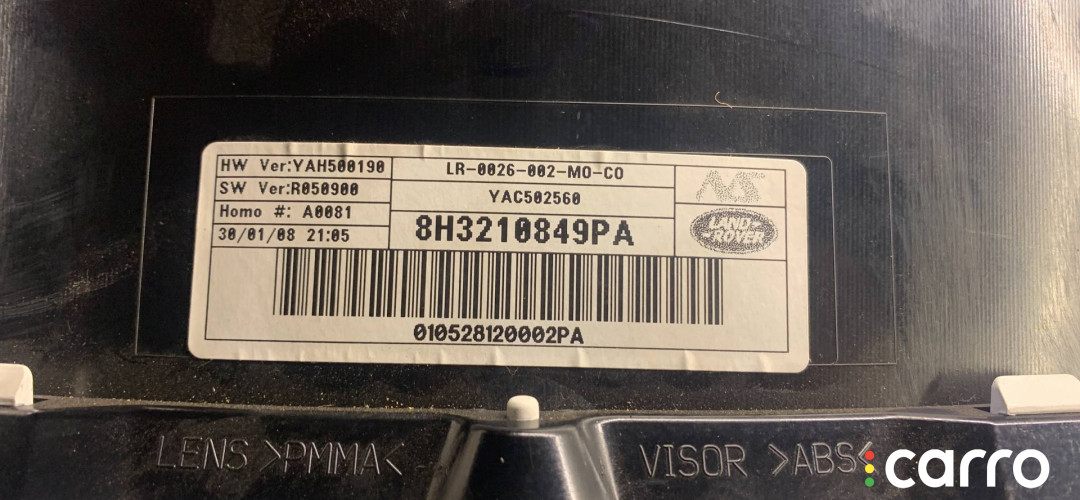 HW Ver:YAH500190
SW Ver:R050900
Homo #: A0081
30/01/08 21:05
LR-0026-002-MO-CO
YAC502560
8H3210849PA
LAND
ROVER
010528120002PA
LENS >PMMA<
VISOR >ABS<
carro